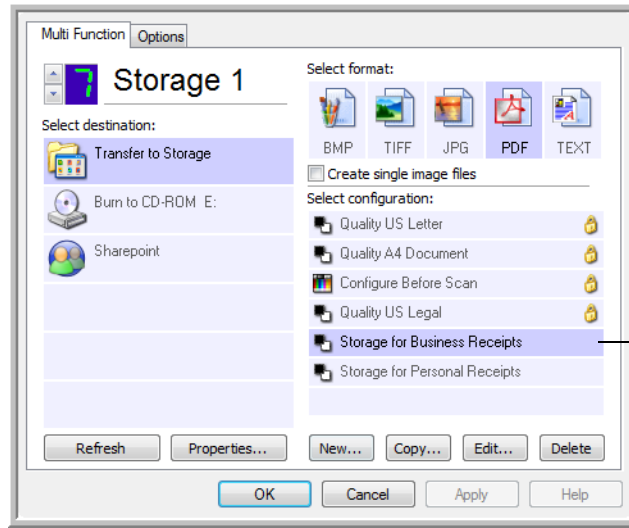 Multi Function Options
7 Storage 1
Select destination:
Transfer to Storage
Burn to CD-ROM E:
Sharepoint
Refresh Properties...
Select format:
BMP TIFF JPG PDF TEXT
Create single image files
Select configuration:
Quality US Letter
Quality A4 Document
Configure Before Scan
Quality US Legal
Storage for Business Receipts
Storage for Personal Receipts
New... Copy... Edit... Delete
OK Cancel Apply Help